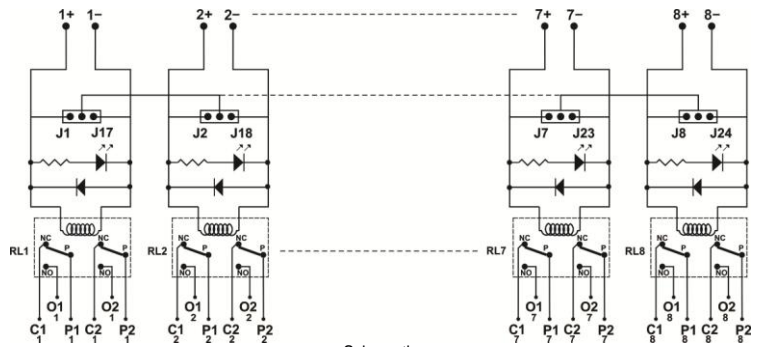 1+ 1– 2+ 2– 7+ 7– 8+ 8–
J1 J17 J2 J18 J7 J23 J8 J24
NC NC NC NC NC NC NC NC
RL1 P P RL2 P P RL7 P P RL8 P P
NO NO NO NO NO NO NO NO
O1 O2 O1 O2 O1 O2 O1 O2
1 1 2 2 7 7 8 8
C1 P1 C2 P2 C1 P1 C2 P2 C1 P1 C2 P2 C1 P1 C2 P2
1 1 1 1 2 2 2 2 7 7 7 7 8 8 8 8